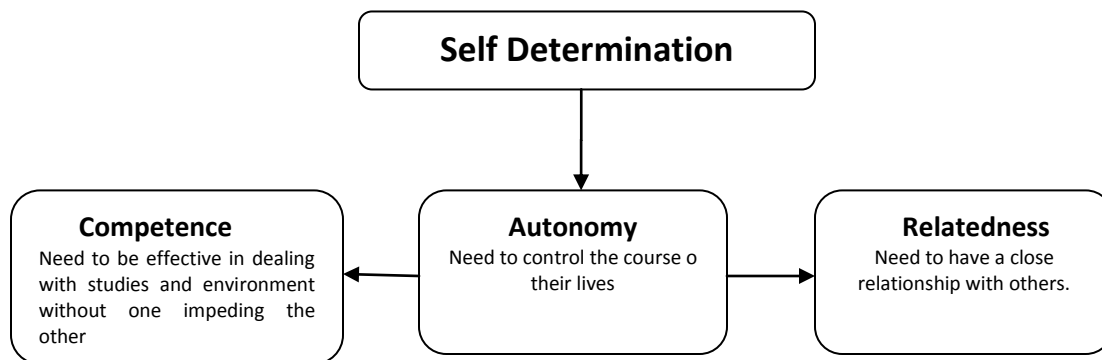 Self Determination
Competence
Need to be effective in dealing
with studies and environment
without one impeding the
other
Autonomy
Need to control the course o
their lives
Relatedness
Need to have a close
relationship with others.